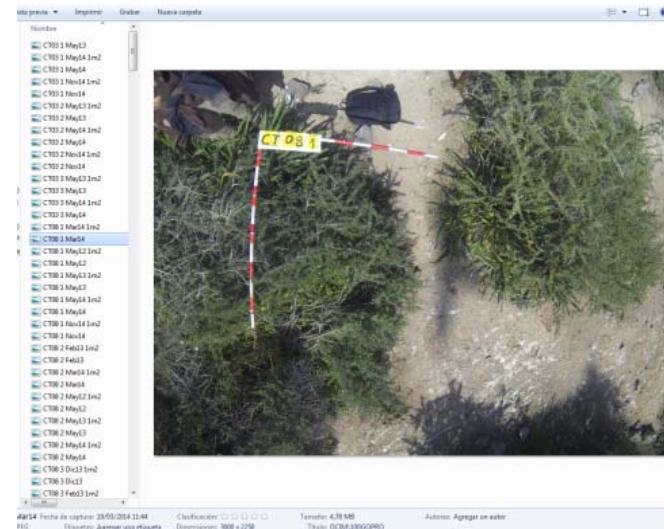 ista previa Imprimir Grabar Nueva carpeta
Nombre
CT03 1 May13
CT03 1 May14 1m2
CT03 1 May14
CT03 1 Nov14 1m2
CT03 1 Nov14
CT03 2 May13 1m2
CT03 2 May13
CT03 2 May14 1m2
CT03 2 May14
CT03 2 Nov14 1m2
CT03 2 Nov14
CT03 3 May13 1m2
CT03 3 May13
CT03 3 May14 1m2
CT03 3 May14
CT08 1 Mar14 1m2
CT08 1 Mar14
CT08 1 May12 1m2
CT08 1 May12
CT08 1 May13 1m2
CT08 1 May13
CT08 1 May14 1m2
CT08 1 May14
CT08 1 Nov14 1m2
CT08 1 Nov14
CT08 2 Feb13 1m2
CT08 2 Feb13
CT08 2 Mar14 1m2
CT08 2 Mar14
CT08 2 May12 1m2
CT08 2 May12
CT08 2 May13 1m2
CT08 2 May13
CT08 2 May14 1m2
CT08 2 May14
CT08 3 Dic13 1m2
CT08 3 Dic13
CT08 3 Feb13 1m2
CT 08 1
Mar14 Fecha de captura: 19/03/2014 11:44 Clasificación: Tamaño: 4,78 MB Autores: Agregar un autor
JPEG Etiquetas: Agregar una etiqueta Dimensiones: 3000 x 2250 Título: DCIM\100GOPRO